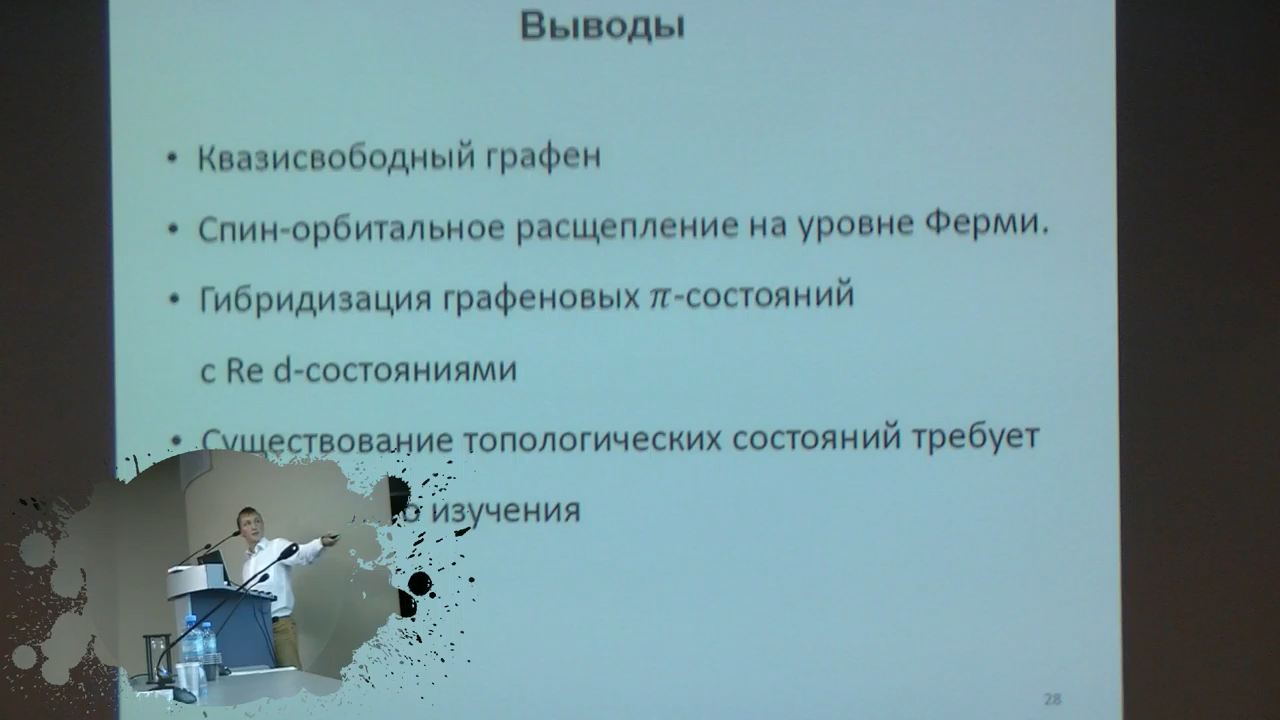 Выводы
• Квазисвободный графен
• Спин-орбитальное расщепление на уровне Ферми.
• Гибридизация графеновых π-состояний
с Re d-состояниями
• Существование топологических состояний требует
изучения
28